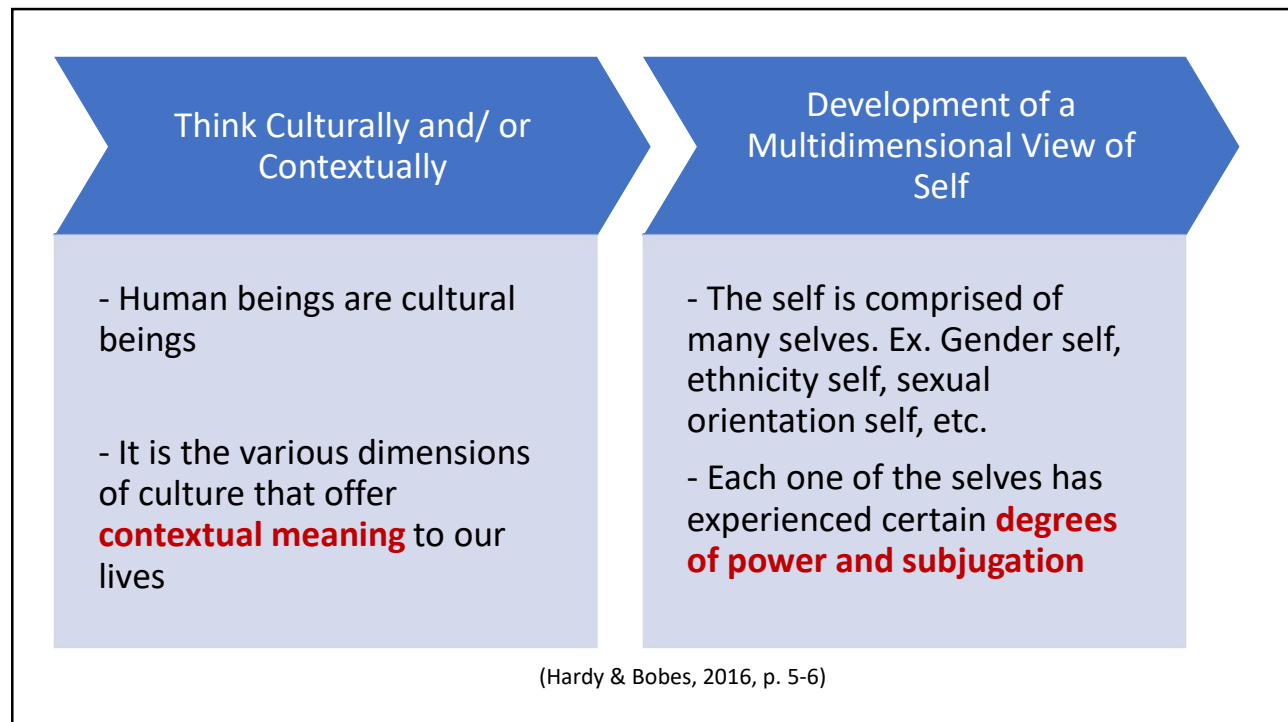 Think Culturally and/ or
Contextually
- Human beings are cultural
beings
- It is the various dimensions
of culture that offer
contextual meaning to our
lives
Development of a
Multidimensional View of
Self
- The self is comprised of
many selves. Ex. Gender self,
ethnicity self, sexual
orientation self, etc.
- Each one of the selves has
experienced certain degrees
of power and subjugation
(Hardy & Bobes, 2016, p. 5-6)